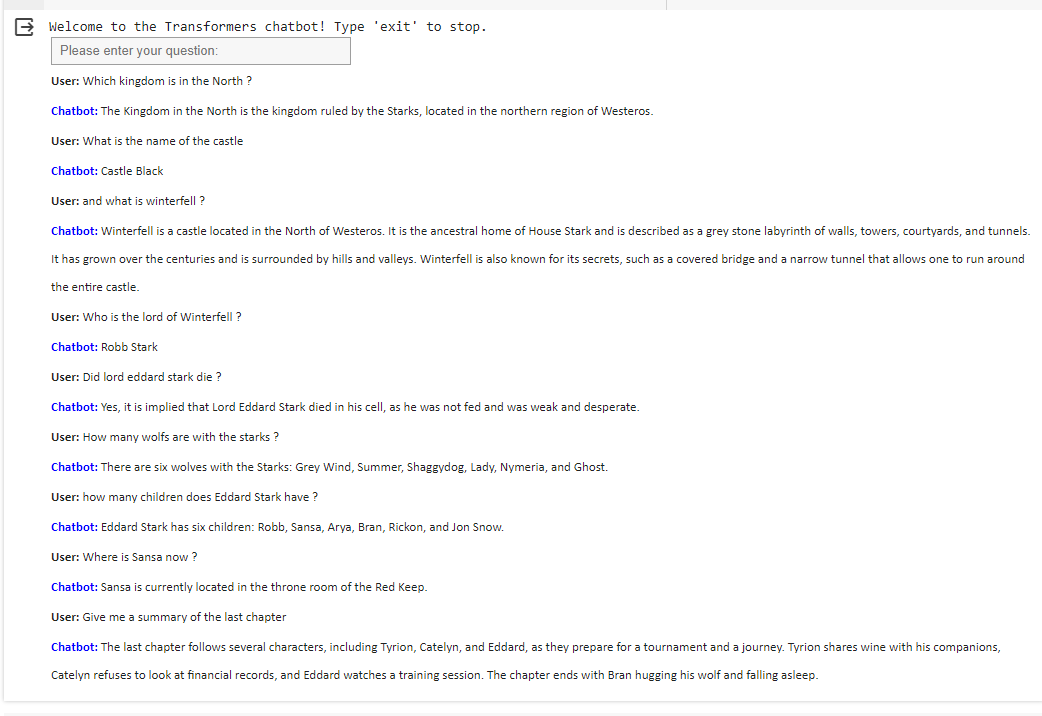 Welcome to the Transformers chatbot! Type 'exit' to stop.
Please enter your question:
User: Which kingdom is in the North ?
Chatbot: The Kingdom in the North is the kingdom ruled by the Starks, located in the northern region of Westeros.
User: What is the name of the castle
Chatbot: Castle Black
User: and what is winterfell ?
Chatbot: Winterfell is a castle located in the North of Westeros. It is the ancestral home of House Stark and is described as a grey stone labyrinth of walls, towers, courtyards, and tunnels.
It has grown over the centuries and is surrounded by hills and valleys. Winterfell is also known for its secrets, such as a covered bridge and a narrow tunnel that allows one to run around
the entire castle.
User: Who is the lord of Winterfell ?
Chatbot: Robb Stark
User: Did lord eddard stark die ?
Chatbot: Yes, it is implied that Lord Eddard Stark died in his cell, as he was not fed and was weak and desperate.
User: How many wolfs are with the starks ?
Chatbot: There are six wolves with the Starks: Grey Wind, Summer, Shaggydog, Lady, Nymeria, and Ghost.
User: how many children does Eddard Stark have ?
Chatbot: Eddard Stark has six children: Robb, Sansa, Arya, Bran, Rickon, and Jon Snow.
User: Where is Sansa now ?
Chatbot: Sansa is currently located in the throne room of the Red Keep.
User: Give me a summary of the last chapter
Chatbot: The last chapter follows several characters, including Tyrion, Catelyn, and Eddard, as they prepare for a tournament and a journey. Tyrion shares wine with his companions,
Catelyn refuses to look at financial records, and Eddard watches a training session. The chapter ends with Bran hugging his wolf and falling asleep.